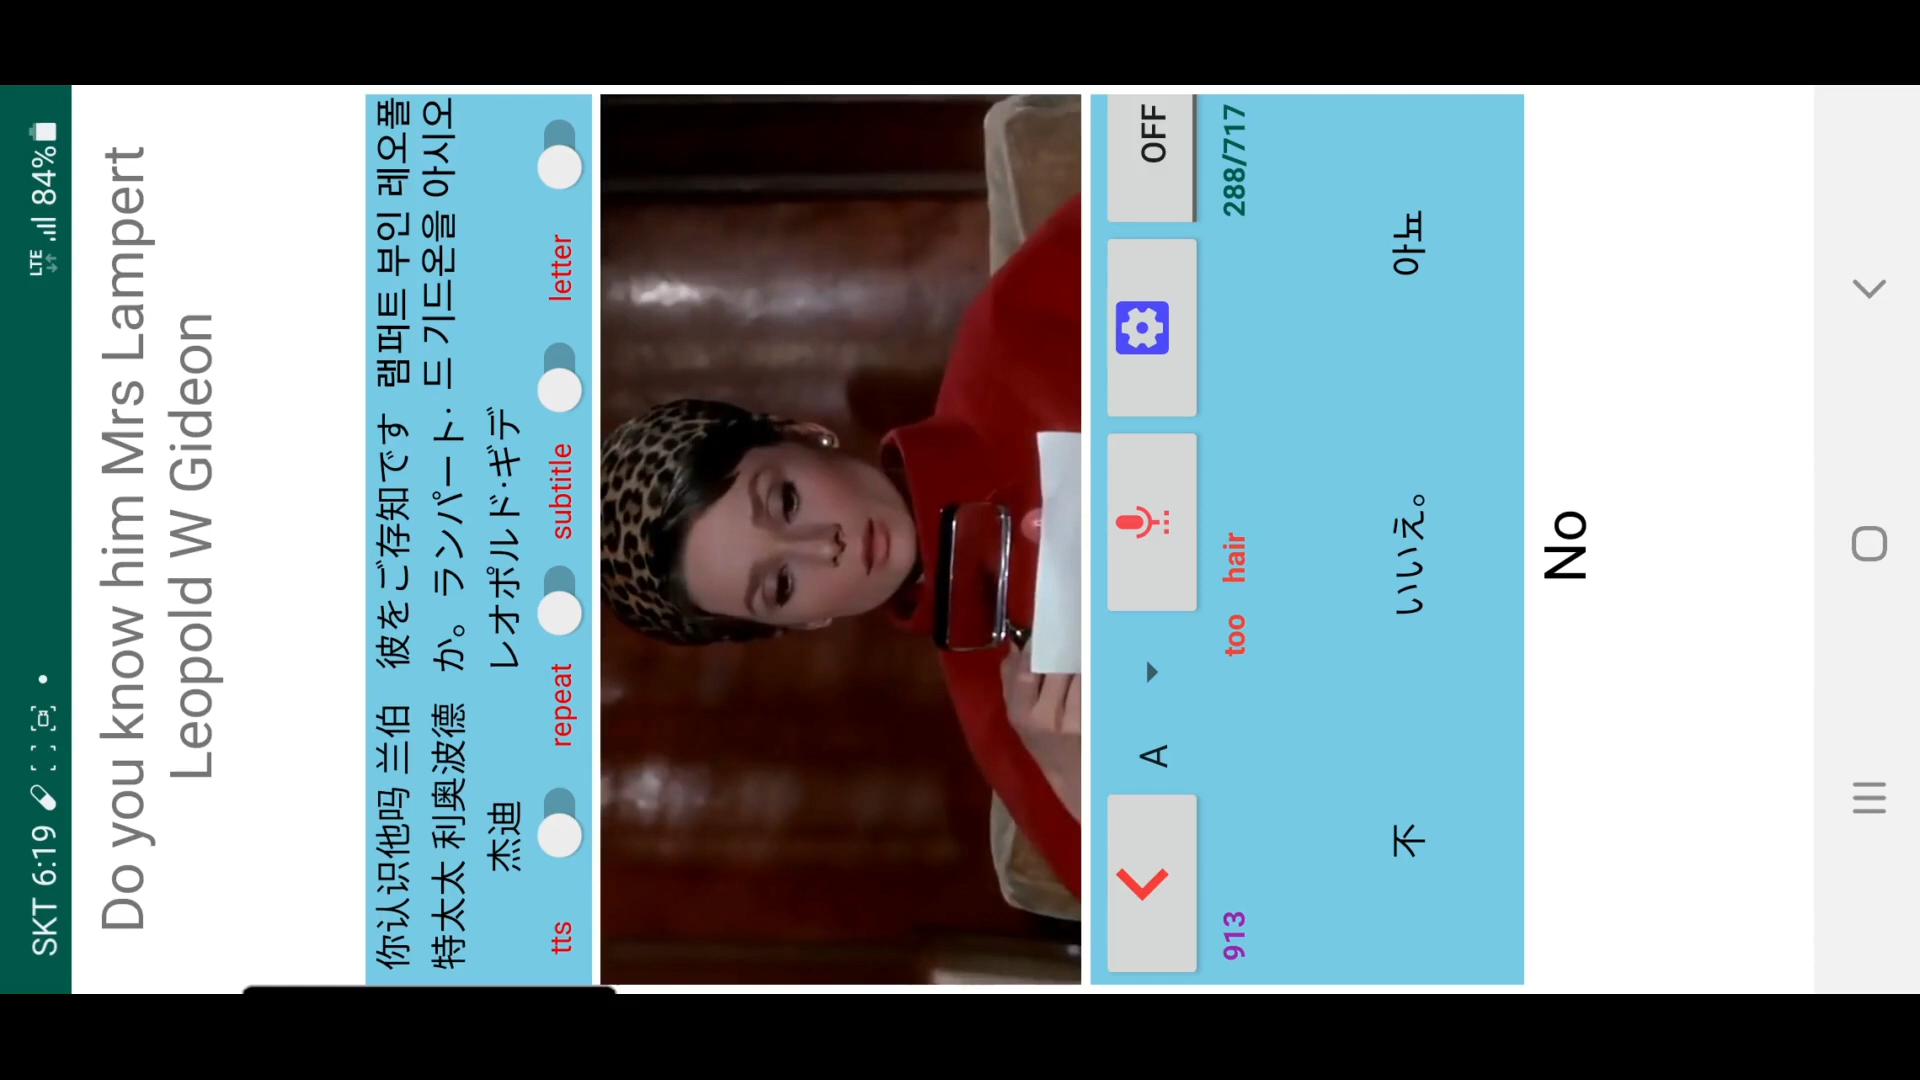 SKT 6:19
LTE 84%
Do you know him Mrs Lampert
Leopold W Gideon
你认识他吗 兰伯
特太太 利奥波德
杰迪
彼をご存知です
か。ランパート·
レオポルド·ギデ
램퍼트 부인 레오폴
드 기드온을 아시오
tts
repeat
subtitle
letter
A
OFF
913
too hair
288/717
不
いいえ。
아뇨
No